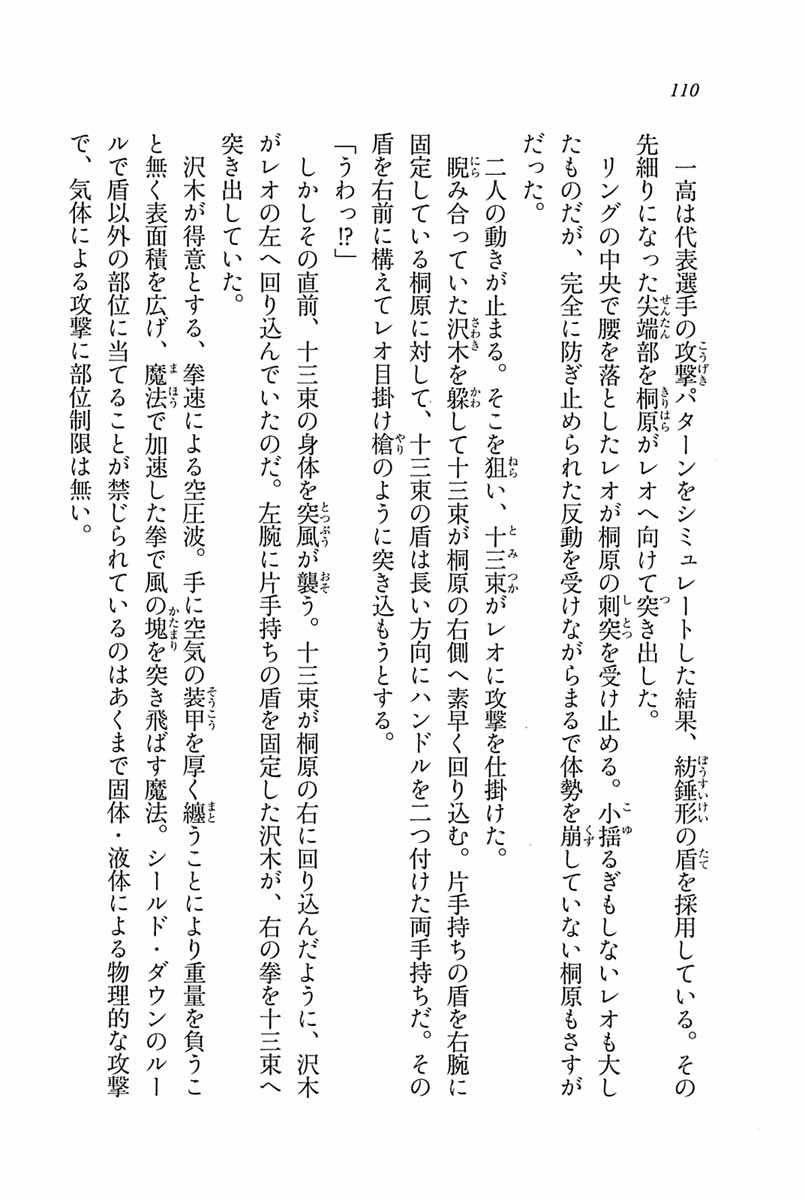 110
一高は代表選手の攻撃パターンをシミュレートした結果、紡錘形の盾を採用している。その
先細りになった尖端部を桐原がレオへ向けて突き出した。
リングの中央で腰を落としたレオが桐原の刺突を受け止める。小揺るぎもしないレオも大し
たものだが、完全に防ぎ止められた反動を受けながらまるで体勢を崩していない桐原もさすが
だった。
二人の動きが止まる。そこを狙い、十三束がレオに攻撃を仕掛けた。
睨み合っていた沢木を躱して十三束が桐原の右側へ素早く回り込む。片手持ちの盾を右腕に
固定している桐原に対して、十三束の盾は長い方向にハンドルを二つ付けた両手持ちだ。その
盾を右前に構えてレオ目掛け槍のように突き込もうとする。
「うわっ!?」
しかしその直前、十三束の身体を突風が襲う。十三束が桐原の右に回り込んだように、沢木
がレオの左へ回り込んでいたのだ。左腕に片手持ちの盾を固定した沢木が、右の拳を十三束へ
突き出していた。
沢木が得意とする、拳速による空圧波。手に空気の装甲を厚く纏うことにより重量を負うこ
と無く表面積を広げ、魔法で加速した拳で風の塊を突き飛ばす魔法。シールド・ダウンのルー
ルで盾以外の部位に当てることが禁じられているのはあくまで固体・液体による物理的な攻撃
で、気体による攻撃に部位制限は無い。